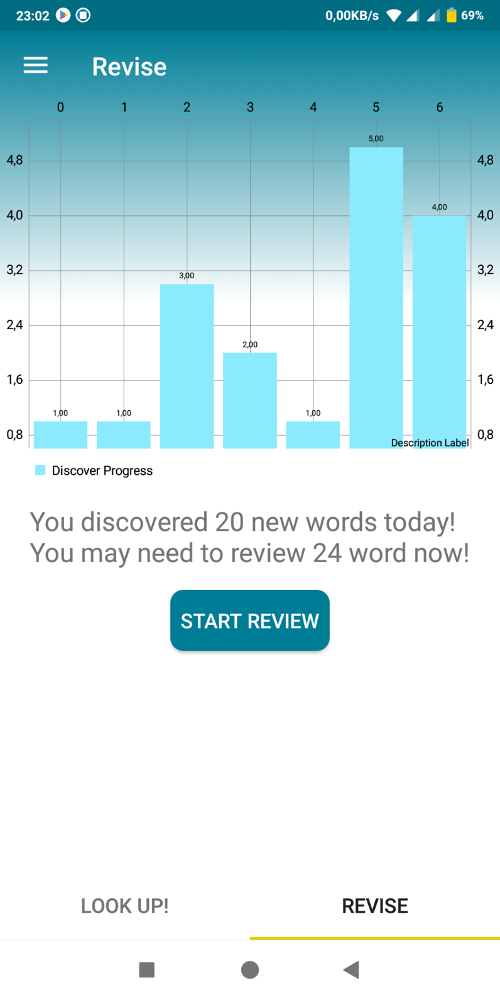 23:02 0,00KB/s 69%
Revise
0 1 2 3 4 5 6
5,00
4,8 4,8
4,00
4,0 4,0
3,2 3,2
3,00
2,4 2,4
2,00
1,6 1,6
1,00 1,00 1,00
0,8 0,8
Description Label
Discover Progress
You discovered 20 new words today!
You may need to review 24 word now!
START REVIEW
LOOK UP! REVISE